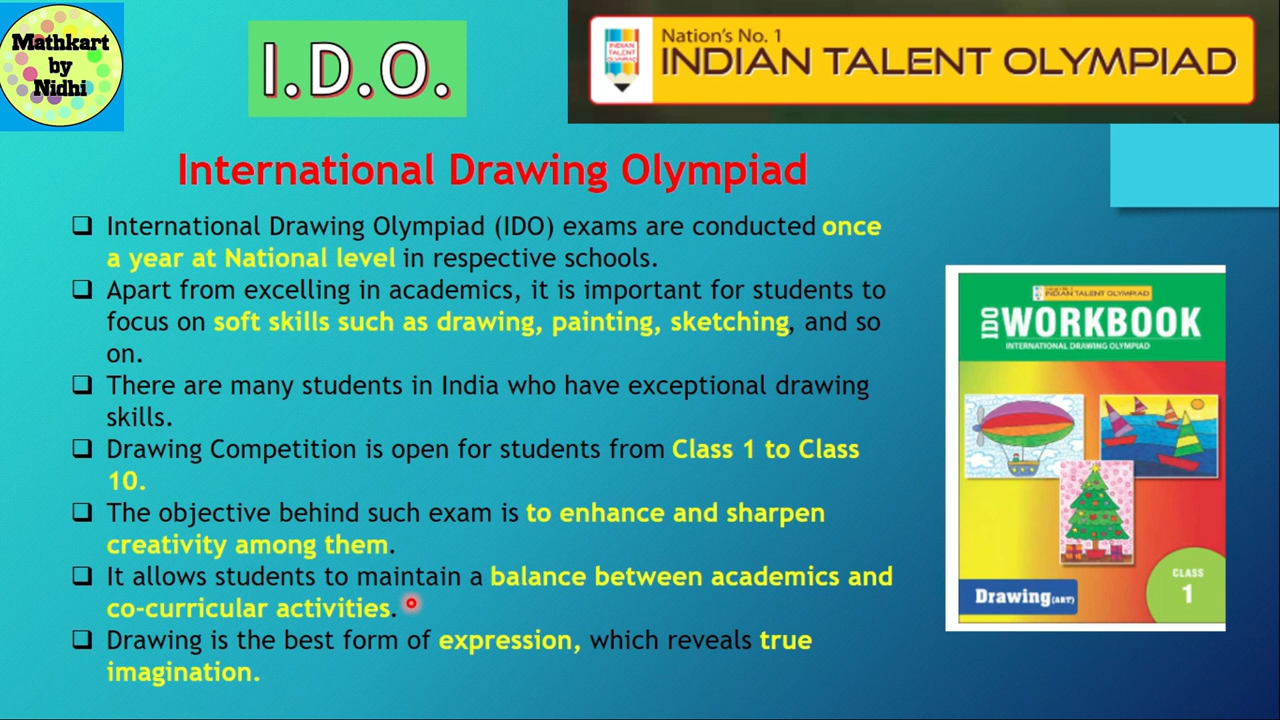 Mathkart
by
Nidhi
I.D.O.
Nation's No. 1
INDIAN TALENT OLYMPIAD
INDIAN
TALENT
OLYMPIAD
International Drawing Olympiad
❑ International Drawing Olympiad (IDO) exams are conducted once
a year at National level in respective schools.
❑ Apart from excelling in academics, it is important for students to
focus on soft skills such as drawing, painting, sketching, and so
on.
❑ There are many students in India who have exceptional drawing
skills.
❑ Drawing Competition is open for students from Class 1 to Class
10.
❑ The objective behind such exam is to enhance and sharpen
creativity among them.
❑ It allows students to maintain a balance between academics and
co-curricular activities.
❑ Drawing is the best form of expression, which reveals true
imagination.
INDIAN TALENT OLYMPIAD
IDO WORKBOOK
INTERNATIONAL DRAWING OLYMPIAD
Drawing (ART)
CLASS
1